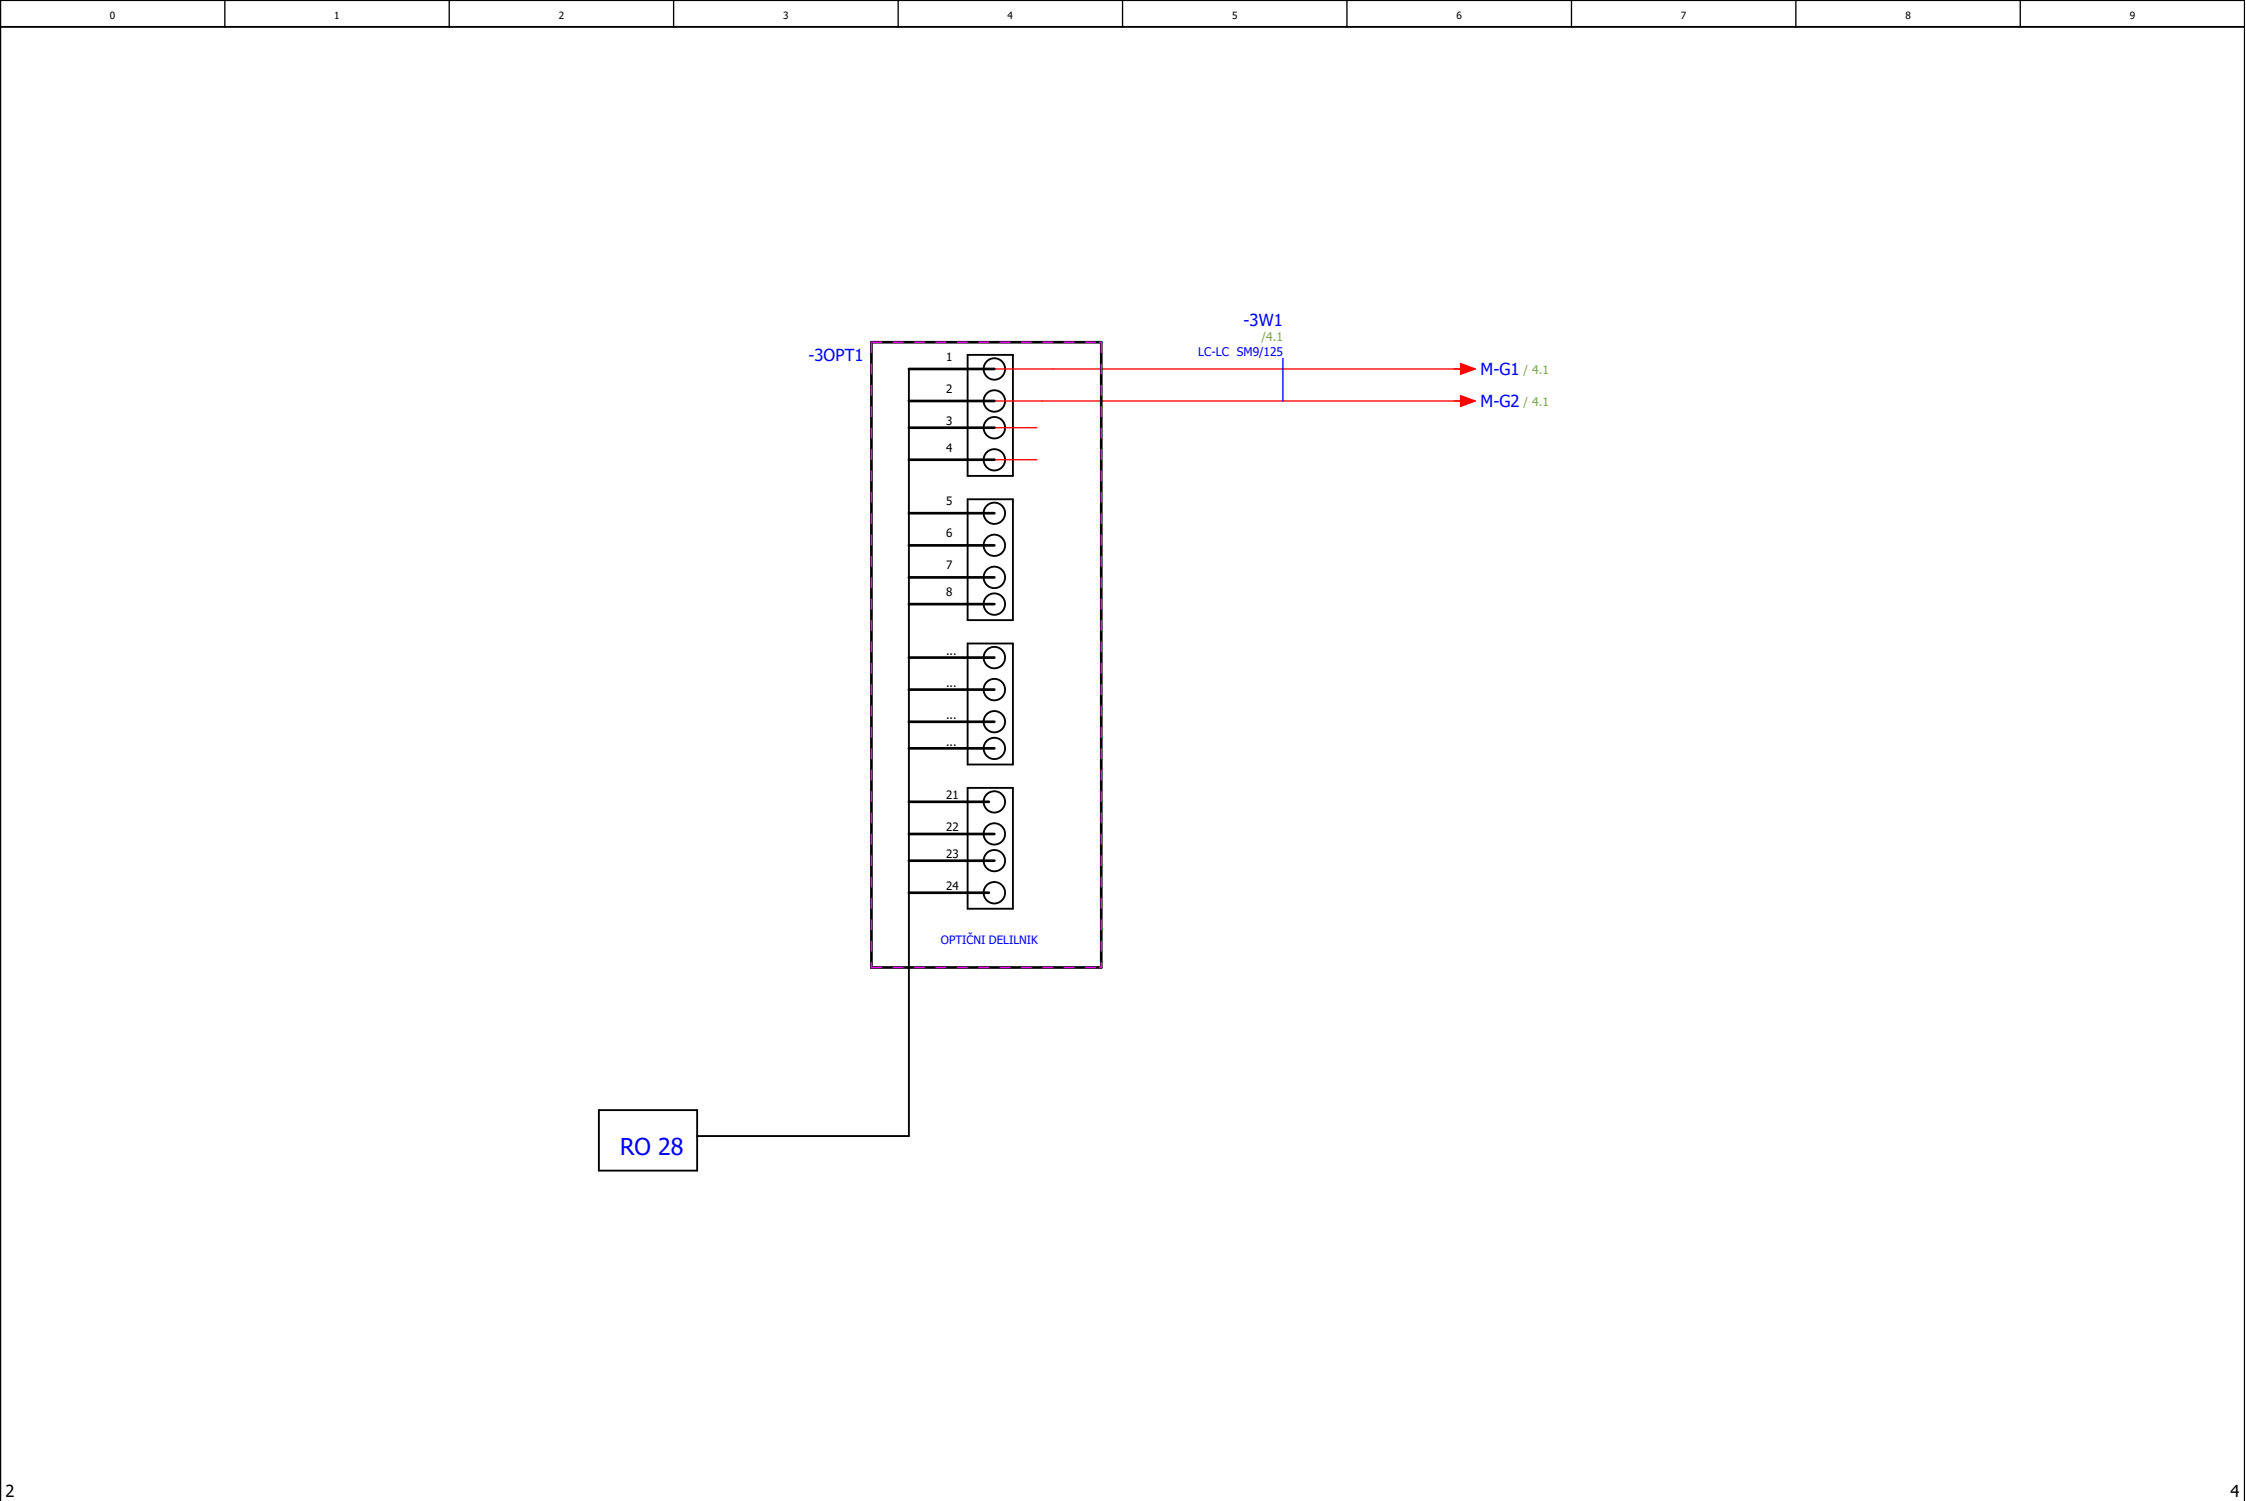 0 1 2 3 4 5 6 7 8 9
-3W1
/4.1
LC-LC SM9/125
-3OPT1
1
M-G1 / 4.1
2
M-G2 / 4.1
3
4
5
6
7
8
...
...
...
...
21
22
23
24
OPTIČNI DELILNIK
RO 28
2
4